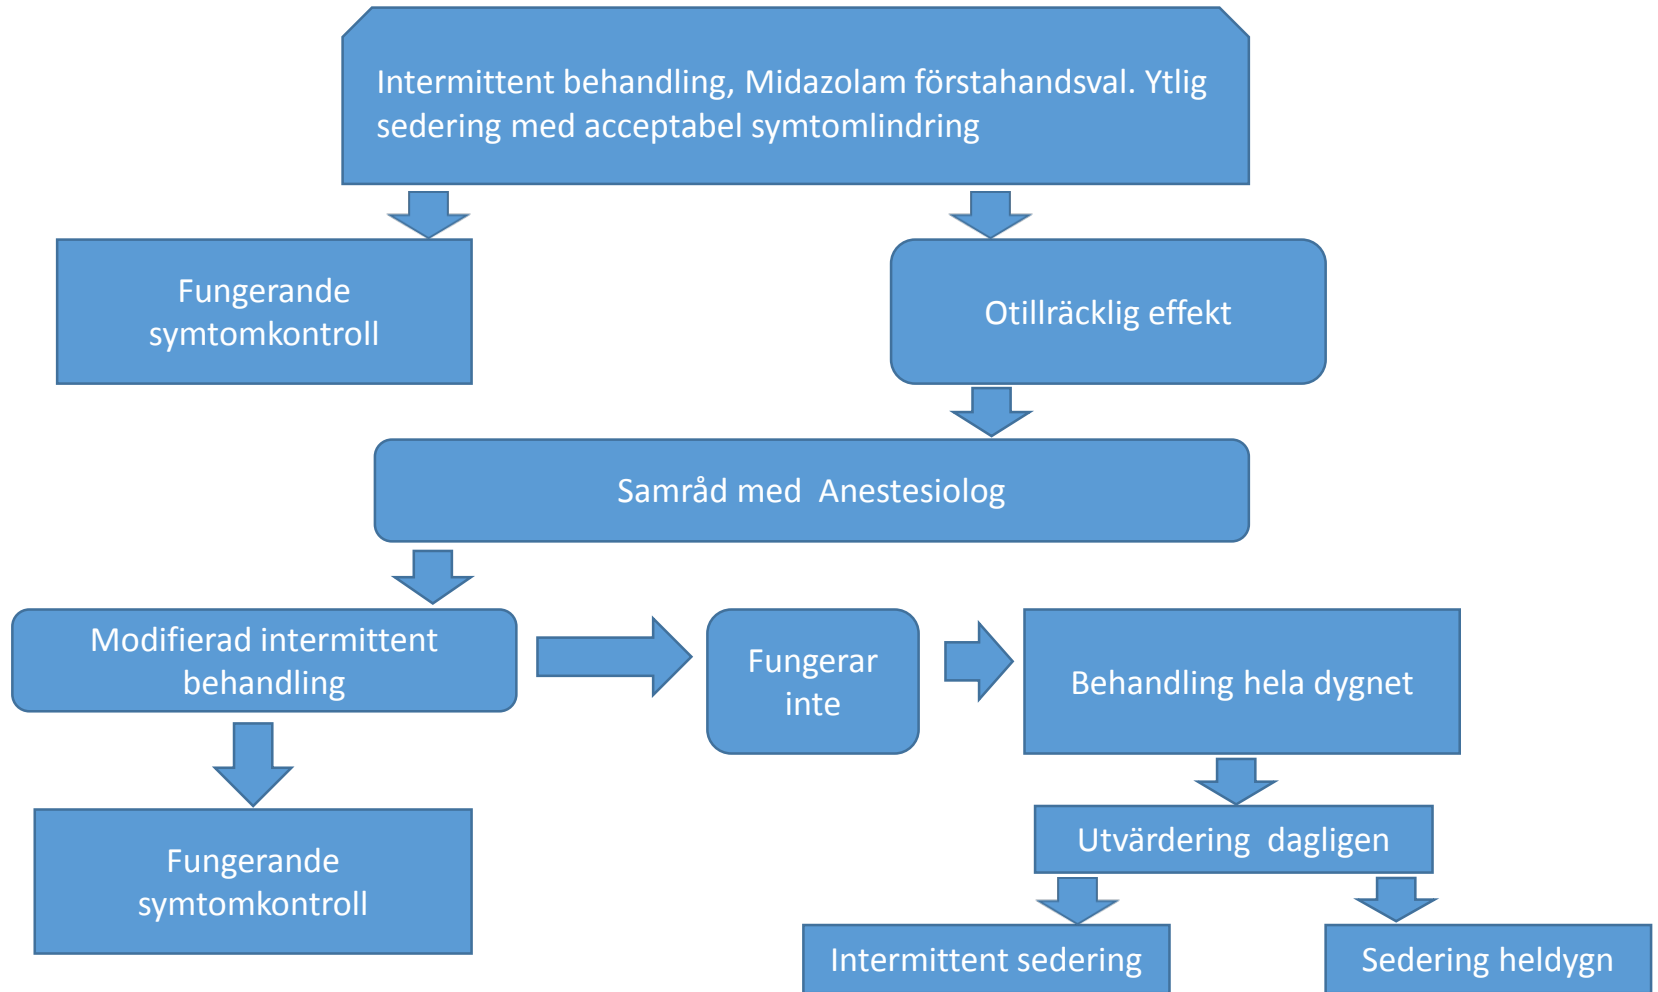 Intermittent behandling, Midazolam förstahandsval. Ytlig
sedering med acceptabel symtomlindring
Fungerande
symtomkontroll
Otillräcklig effekt
Samråd med  Anestesiolog
Modifierad intermittent
behandling
Fungerar
inte
Behandling hela dygnet
Fungerande
symtomkontroll
Utvärdering  dagligen
Intermittent sedering
Sedering heldygn